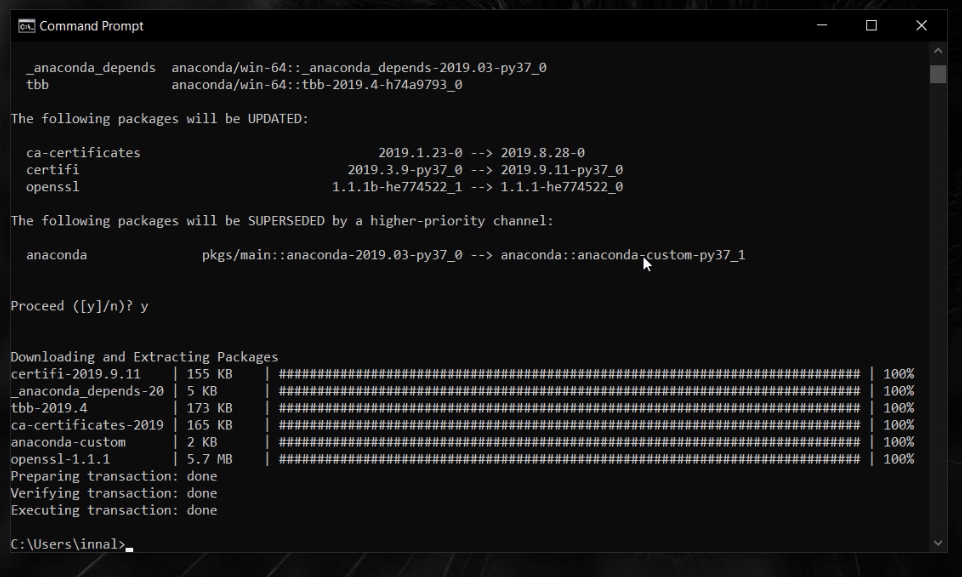 Command Prompt
_anaconda_depends  anaconda/win-64::_anaconda_depends-2019.03-py37_0
tbb                anaconda/win-64::tbb-2019.4-h74a9793_0
The following packages will be UPDATED:
ca-certificates                               2019.1.23-0 --> 2019.8.28-0
certifi                                   2019.3.9-py37_0 --> 2019.9.11-py37_0
openssl                                 1.1.1b-he774522_1 --> 1.1.1-he774522_0
The following packages will be SUPERSEDED by a higher-priority channel:
anaconda               pkgs/main::anaconda-2019.03-py37_0 --> anaconda::anaconda-custom-py37_1
Proceed ([y]/n)? y
Downloading and Extracting Packages
certifi-2019.9.11    | 155 KB    | ############################################################################ | 100%
_anaconda_depends-20 | 5 KB      | ############################################################################ | 100%
tbb-2019.4           | 173 KB    | ############################################################################ | 100%
ca-certificates-2019 | 165 KB    | ############################################################################ | 100%
anaconda-custom      | 2 KB      | ############################################################################ | 100%
openssl-1.1.1        | 5.7 MB    | ############################################################################ | 100%
Preparing transaction: done
Verifying transaction: done
Executing transaction: done
C:\Users\innal>